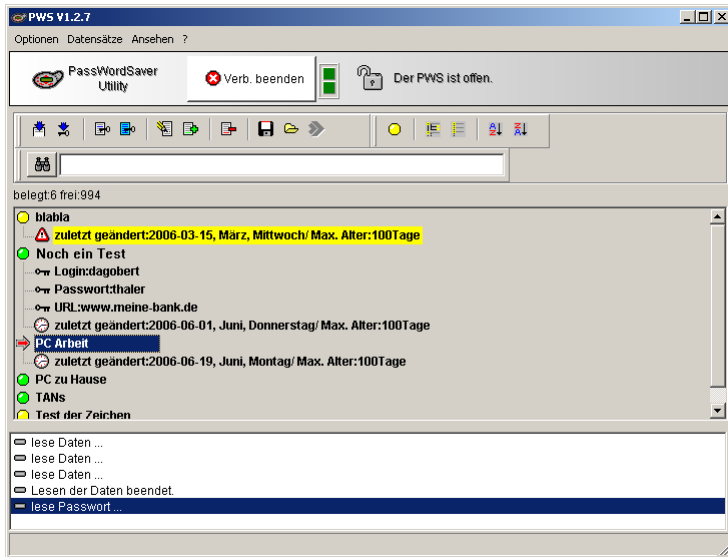 PWS V1.2.7
Optionen Datensätze Ansehen ?
PassWordSaver
Utility
Verb. beenden
Der PWS ist offen.
belegt:6 frei:994
blabla
zuletzt geändert:2006-03-15, März, Mittwoch/ Max. Alter:100Tage
Noch ein Test
Login:dagobert
Passwort:thaler
URL:www.meine-bank.de
zuletzt geändert:2006-06-01, Juni, Donnerstag/ Max. Alter:100Tage
PC Arbeit
zuletzt geändert:2006-06-19, Juni, Montag/ Max. Alter:100Tage
PC zu Hause
TANs
Test der Zeichen
lese Daten ...
lese Daten ...
lese Daten ...
Lesen der Daten beendet.
lese Passwort ...